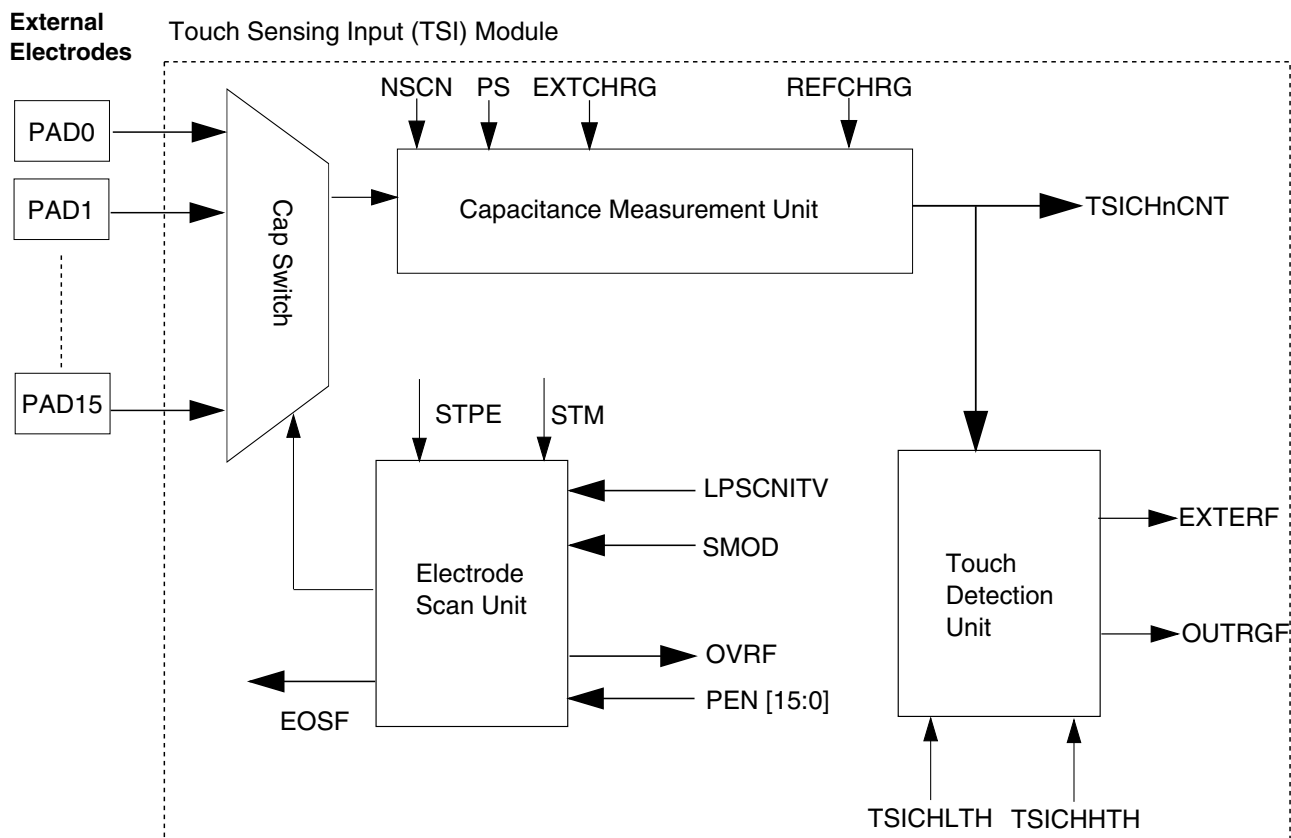 External
Electrodes
Touch Sensing Input (TSI) Module
NSCN PS EXTCHRG REFCHRG
PAD0
PAD1
PAD15
Cap Switch
Capacitance Measurement Unit
TSICHnCNT
STPE STM
LPSCNITV
SMOD
Electrode
Scan Unit
OVRF
PEN [15:0]
EOSF
Touch
Detection
Unit
EXTERF
OUTRGF
TSICHLTH TSICHHTH